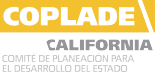 COPLADE
CALIFORNIA
COMITE DE PLANEACION PARA
EL DESARROLLO DEL ESTADO